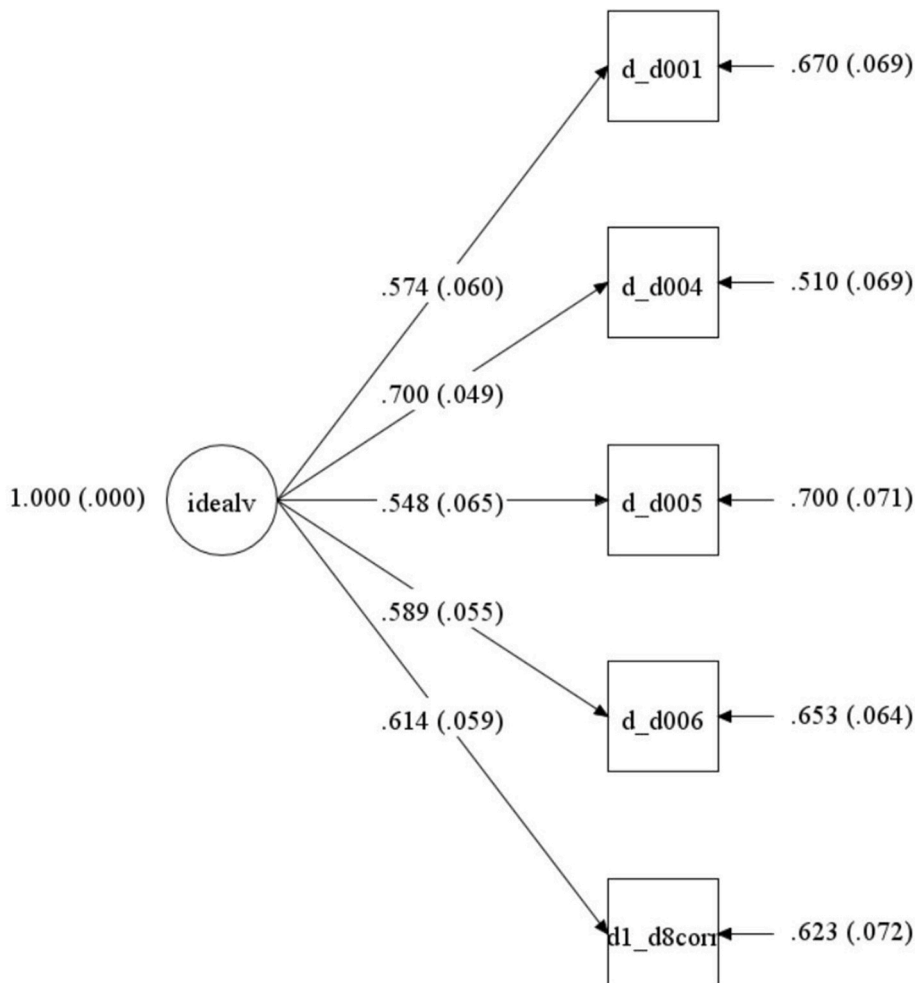 d_d001
.670 (.069)
.574 (.060)
d_d004
.510 (.069)
.700 (.049)
1.000 (.000)
idealv
.548 (.065)
d_d005
.700 (.071)
.589 (.055)
d_d006
.653 (.064)
.614 (.059)
d1_d8corr
.623 (.072)